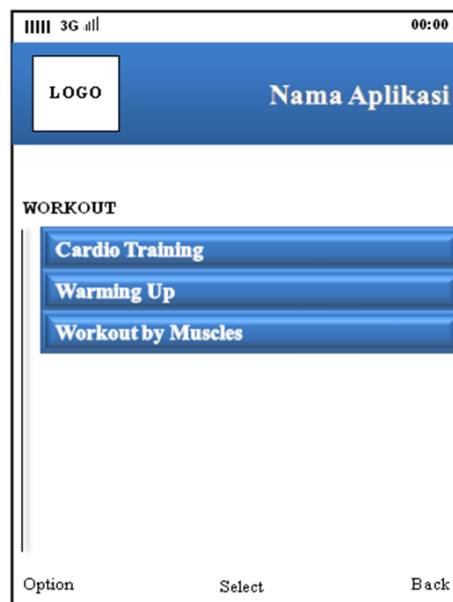 3G 00:00
LOGO Nama Aplikasi
WORKOUT
Cardio Training
Warming Up
Workout by Muscles
Option Select Back